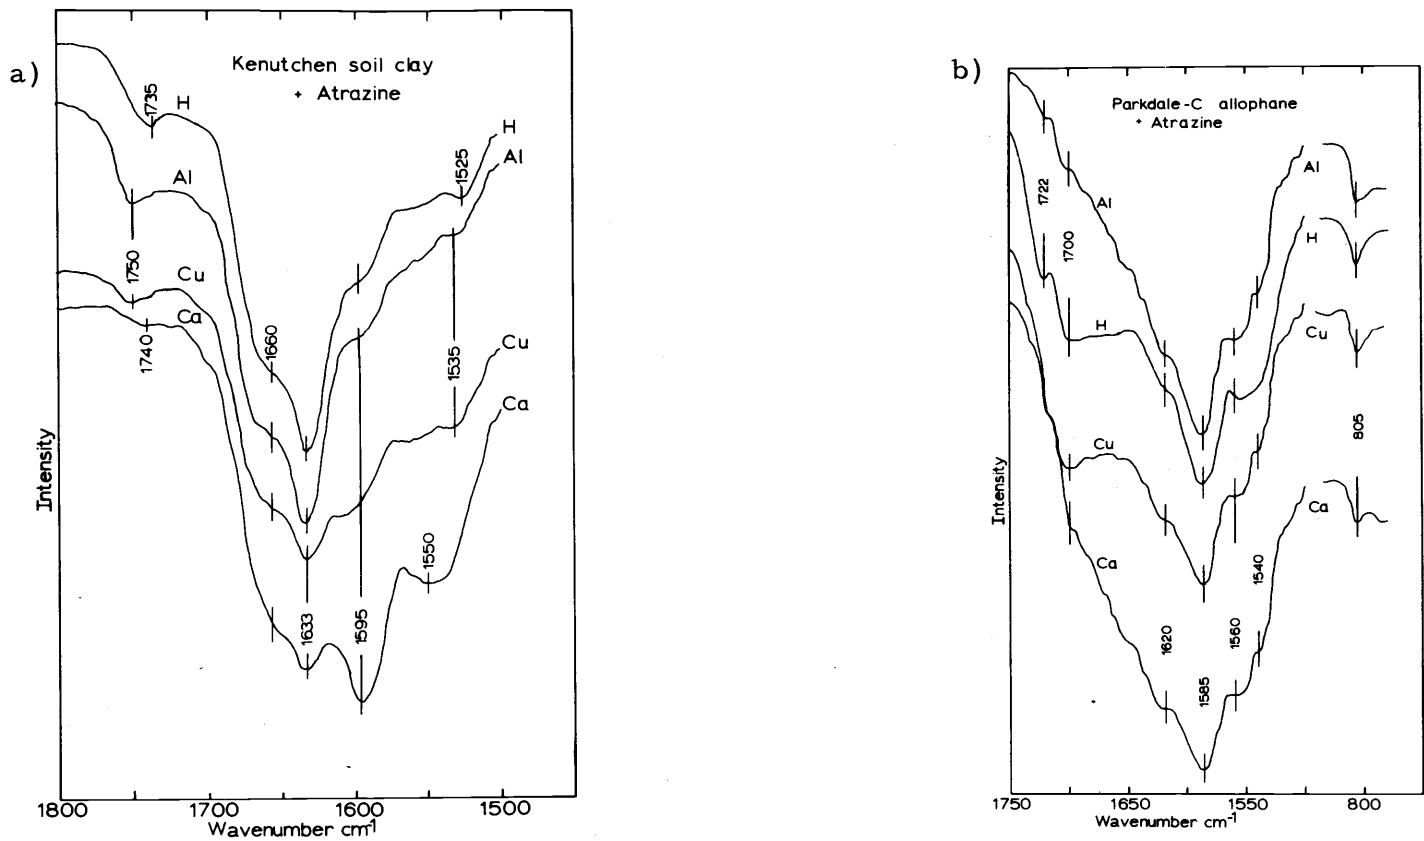 a)
Kenutchen soil clay
+ Atrazine
1735
H
H
Al
1525
Al
1750
Cu
Ca
1740
1660
1535
Cu
Ca
1550
1633
1595
Intensity
1800
1700
1600
1500
Wavenumber cm-1
b)
Parkdale-C allophane
+ Atrazine
1722
1700
Al
Al
H
H
Cu
Cu
805
Ca
Ca
1540
1620
1560
1585
Intensity
1750
1650
1550
800
Wavenumber cm-1